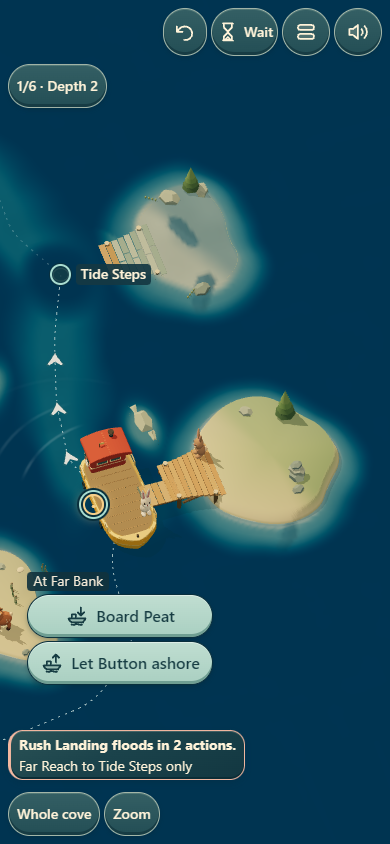 Wait
1/6 · Depth 2
Tide Steps
At Far Bank
Board Peat
Let Button ashore
Rush Landing floods in 2 actions.
Far Reach to Tide Steps only
Whole cove
Zoom